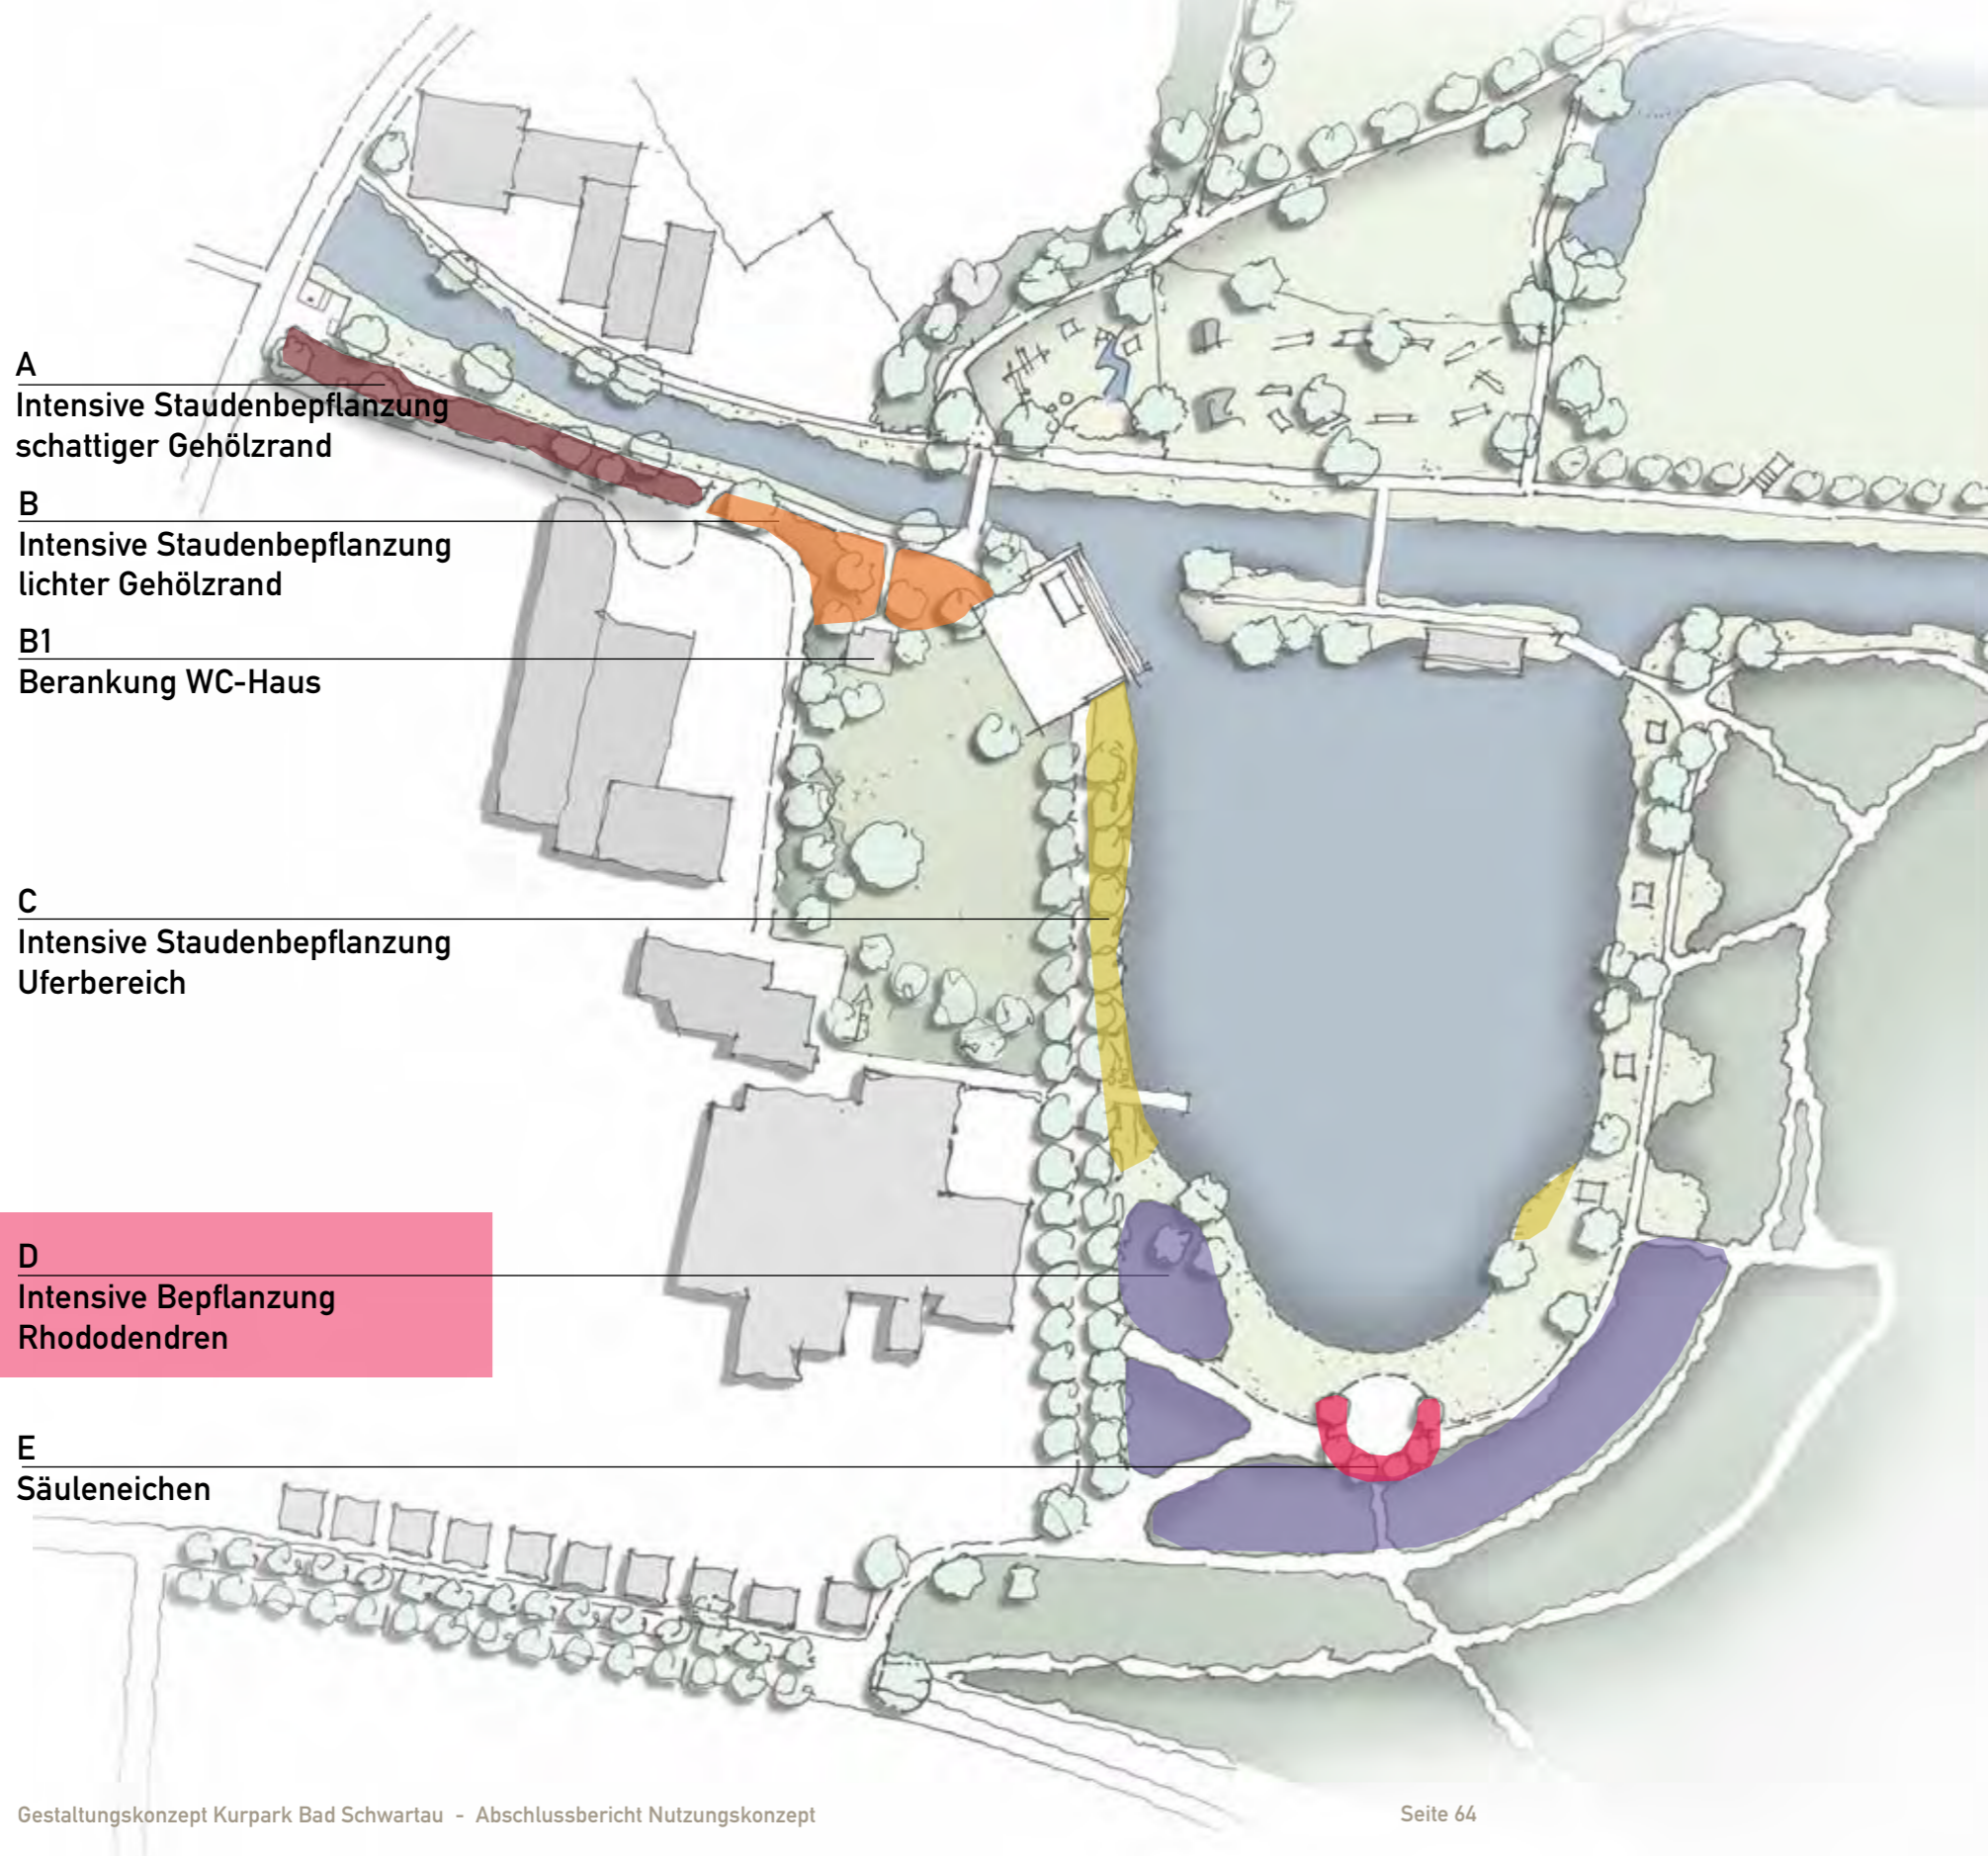 A
Intensive Staudenbepflanzung
schattiger Gehölzrand
B
Intensive Staudenbepflanzung
lichter Gehölzrand
B1
Berankung WC-Haus
C
Intensive Staudenbepflanzung
Uferbereich
D
Intensive Bepflanzung
Rhododendren
E
Säuleneichen
Gestaltungskonzept Kurpark Bad Schwartau - Abschlussbericht Nutzungskonzept
Seite 64